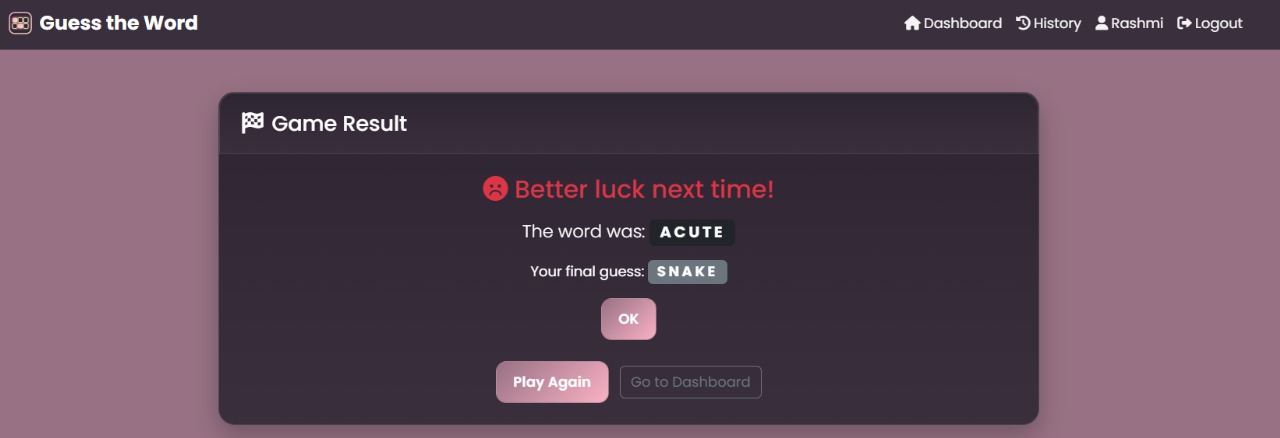 Guess the Word
Dashboard History Rashmi Logout
Game Result
Better luck next time!
The word was: ACUTE
Your final guess: SNAKE
OK
Play Again Go to Dashboard